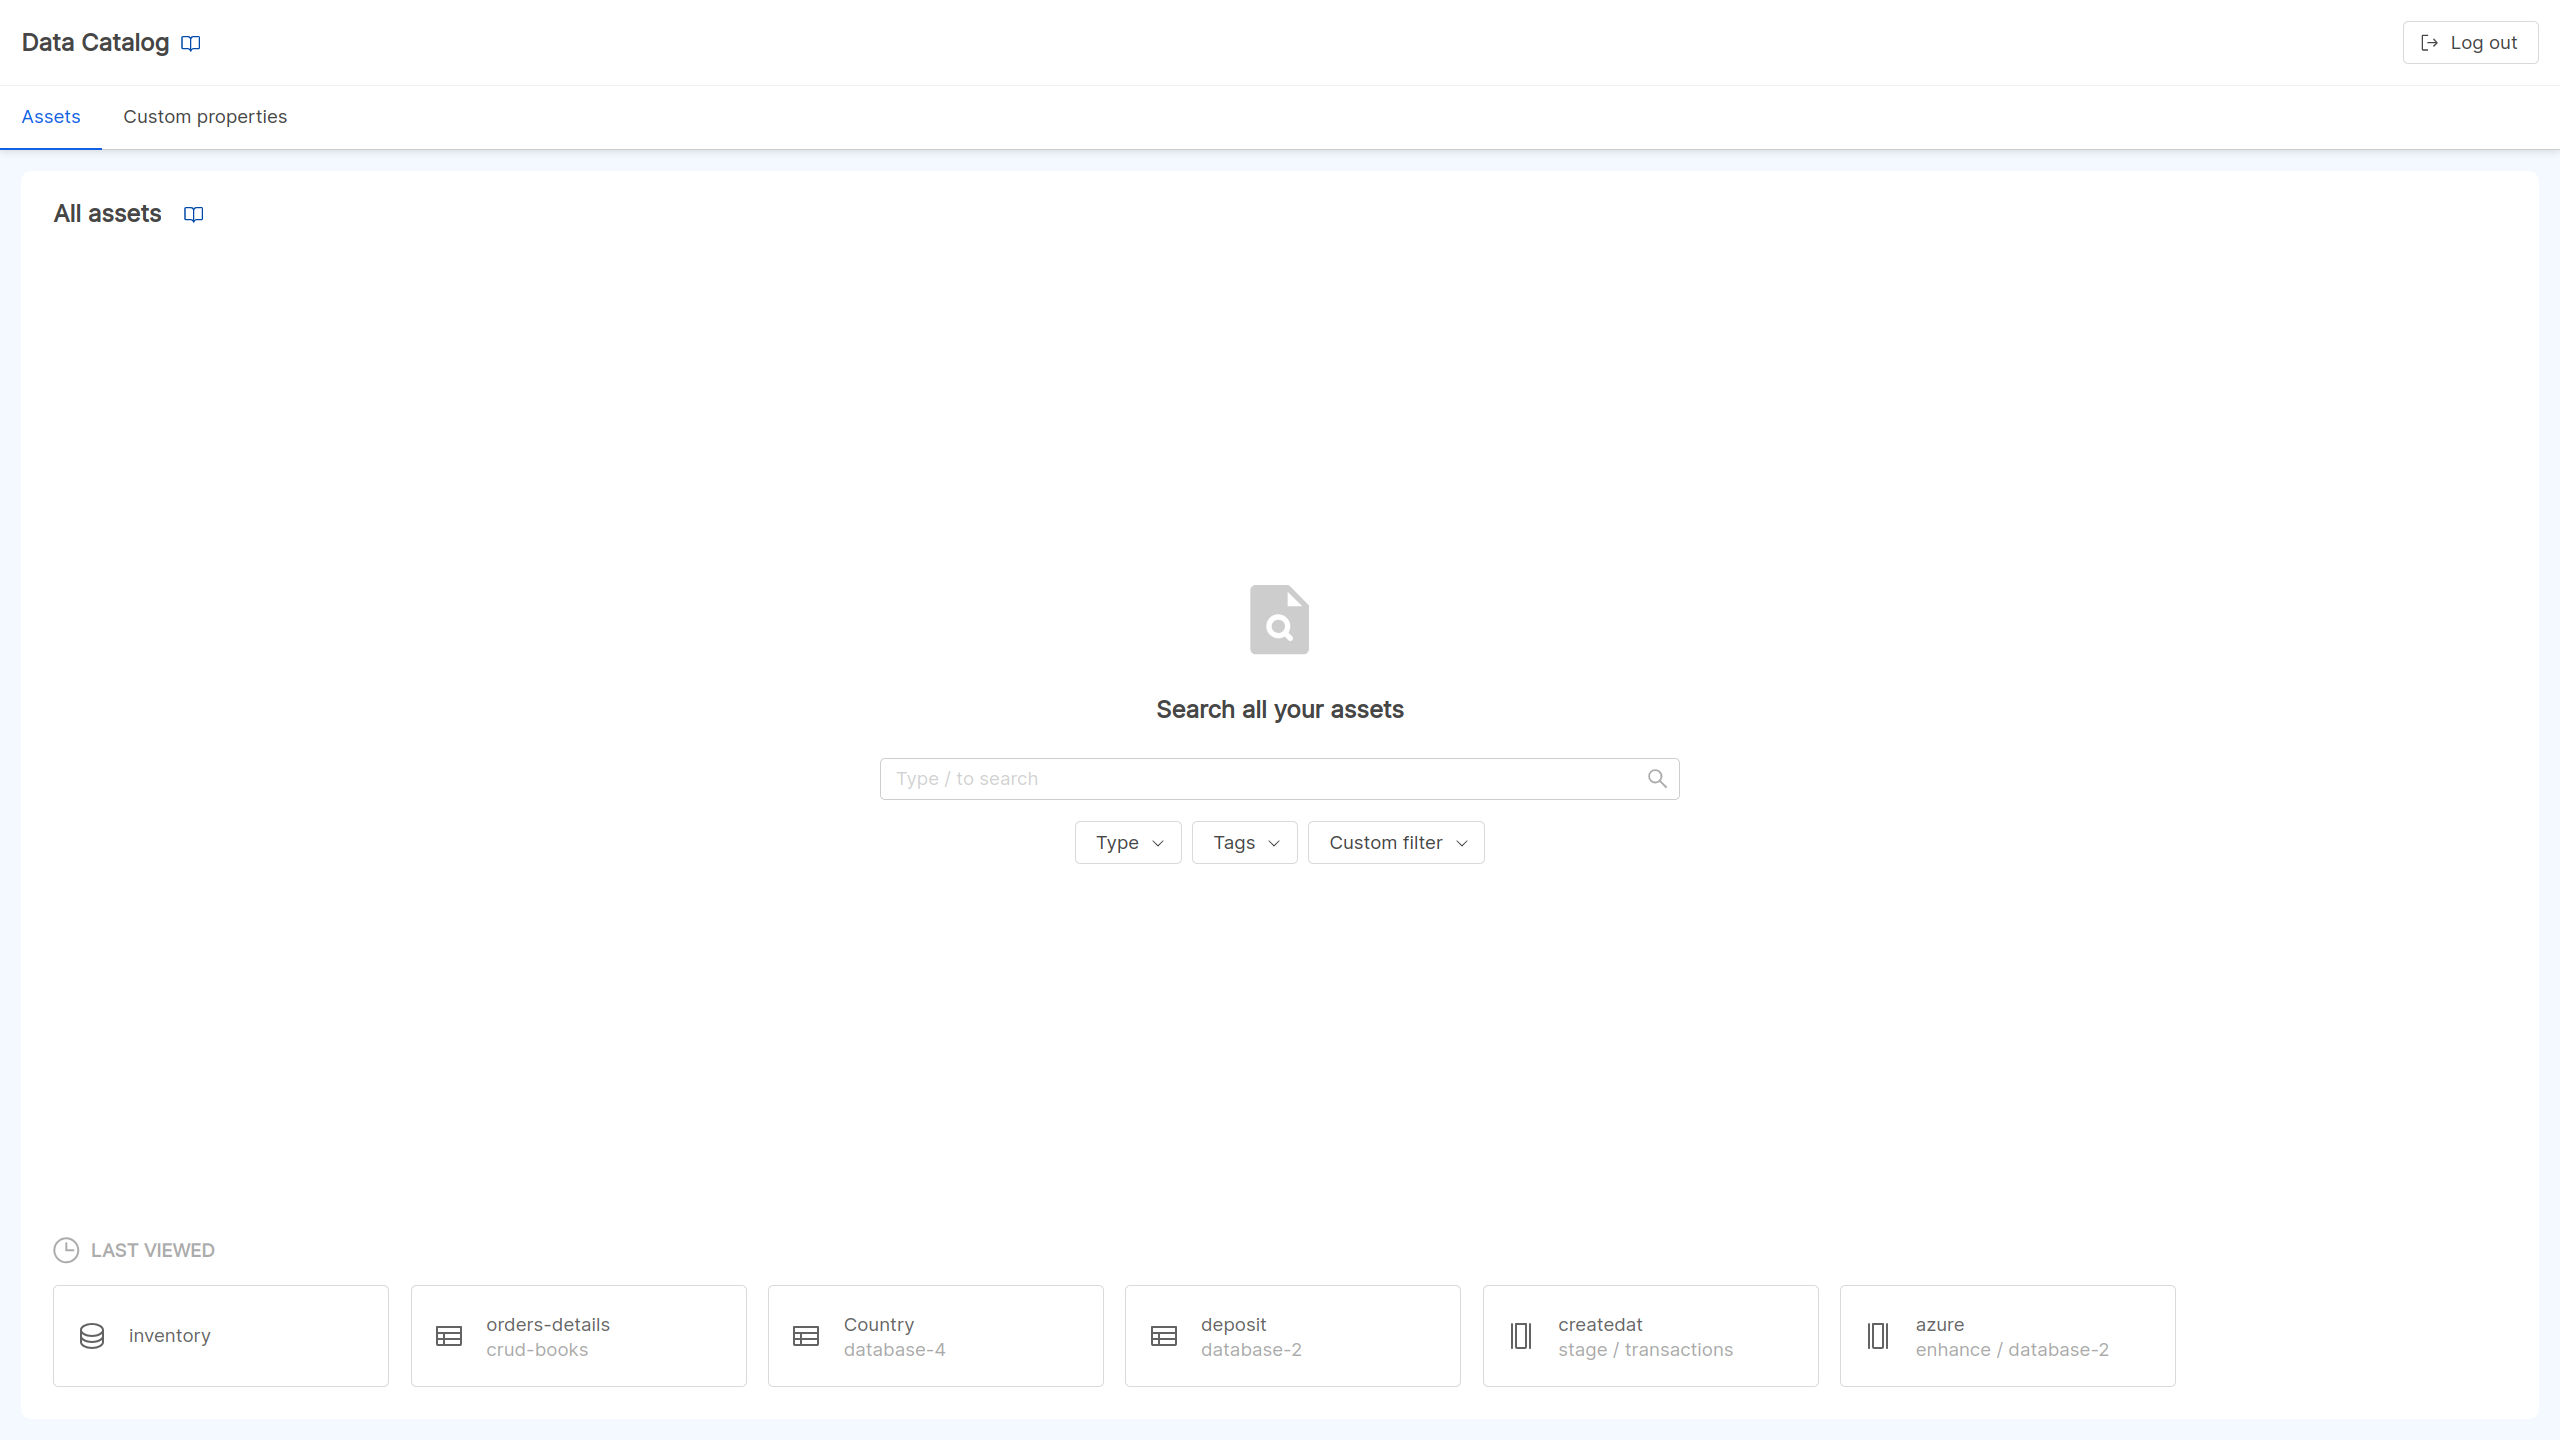 Data Catalog
Log out
Assets
Custom properties
All assets
Search all your assets
Type / to search
Type
Tags
Custom filter
LAST VIEWED
inventory
orders-details
crud-books
Country
database-4
deposit
database-2
createdat
stage / transactions
azure
enhance / database-2